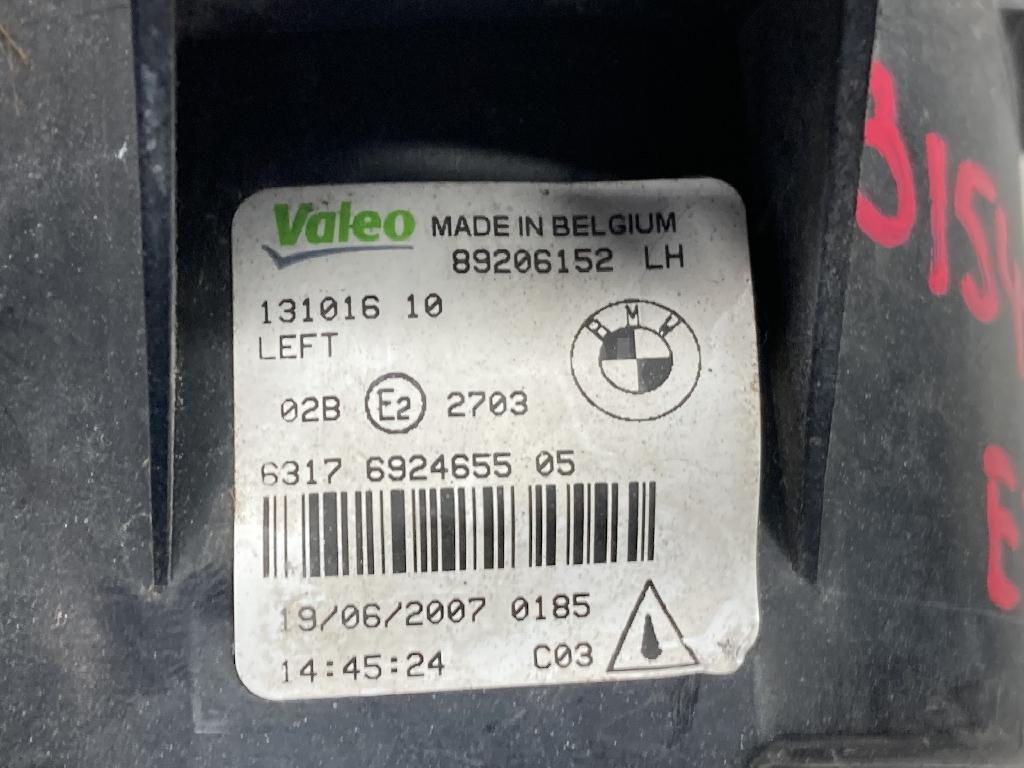 Valeo MADE IN BELGIUM
89206152 LH
131016 10
LEFT
BMW
02B E2 2703
6317 6924655 05
19/06/2007 0185
14:45:24 C03
E